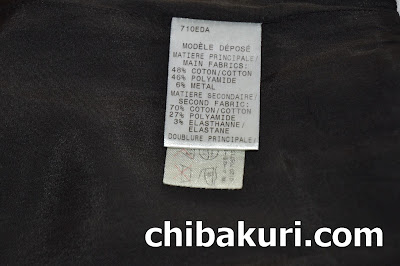 710EDA
MODÈLE DÉPOSÉ
MATIERE PRINCIPALE/
MAIN FABRICS:
48% COTON/COTTON
46% POLYAMIDE
6% METAL
MATIERE SECONDAIRE/
SECOND FABRIC:
70% COTON/COTTON
27% POLYAMIDE
3% ELASTHANNE/
ELASTANE
DOUBLURE PRINCIPALE/
chibakuri.com